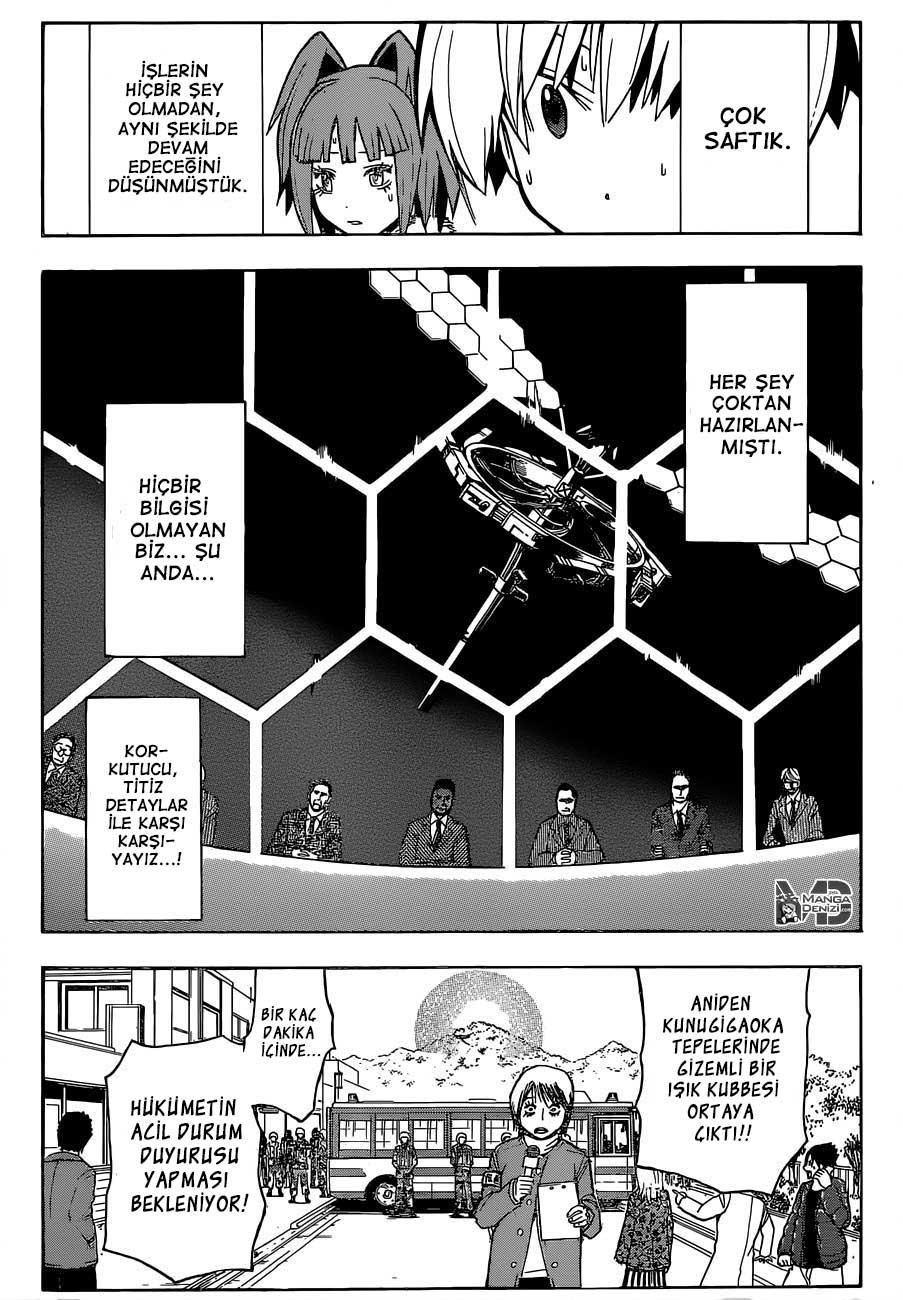 ÇOK
SAFTIK.
İŞLERİN
HİÇBİR ŞEY
OLMADAN,
AYNI ŞEKİLDE
DEVAM
EDECEĞİNİ
DÜŞÜNMÜŞTÜK.
HER ŞEY
ÇOKTAN
HAZIRLAN-
MIŞTI.
HİÇBİR
BİLGİSİ
OLMAYAN
BİZ... ŞU
ANDA...
KOR-
KUTUCU,
TİTİZ
DETAYLAR
İLE KARŞI
KARŞI-
YAYIZ...!
MANGA
DENİZİ
.com
ANİDEN
KUNUGİGAOKA
TEPELERİNDE
GİZEMLİ BİR
IŞIK KUBBESİ
ORTAYA
ÇIKTI!!
BİR KAÇ
DAKİKA
İÇİNDE...
HÜKÜMETİN
ACİL DURUM
DUYURUSU
YAPMASI
BEKLENİYOR!